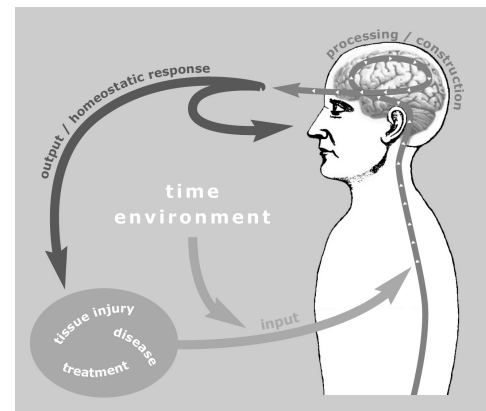 processing / construction
output / homeostatic response
time
environment
input
tissue injury
disease
treatment